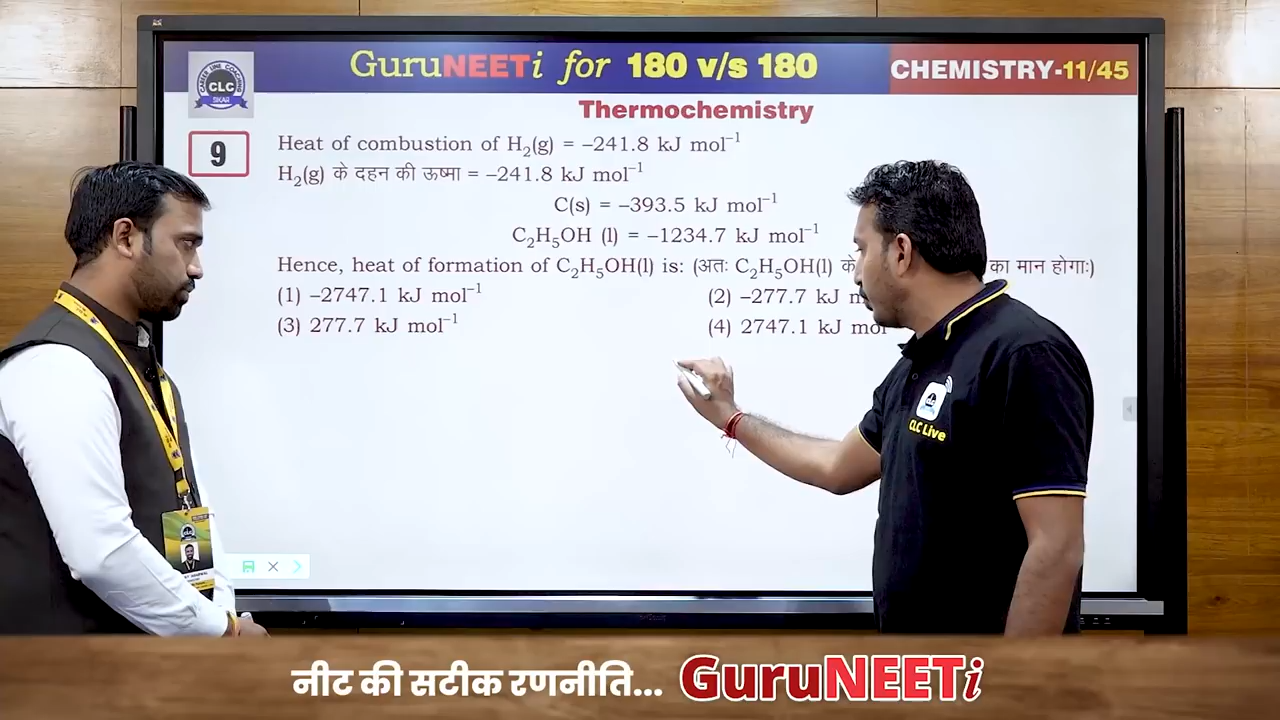 GuruNEETi for 180 v/s 180
CHEMISTRY-11/45
CLC
SIKAR
Thermochemistry
9
Heat of combustion of H₂(g) = –241.8 kJ mol⁻¹
H₂(g) के दहन की ऊष्मा = –241.8 kJ mol⁻¹
C(s) = –393.5 kJ mol⁻¹
C₂H₅OH (l) = –1234.7 kJ mol⁻¹
Hence, heat of formation of C₂H₅OH(l) is: (अतः C₂H₅OH(l) के का मान होगाः)
(1) –2747.1 kJ mol⁻¹
(2) –277.7 kJ
(3) 277.7 kJ mol⁻¹
(4) 2747.1 kJ mol
CLC
CLC Live
नीट की सटीक रणनीति... GuruNEETi